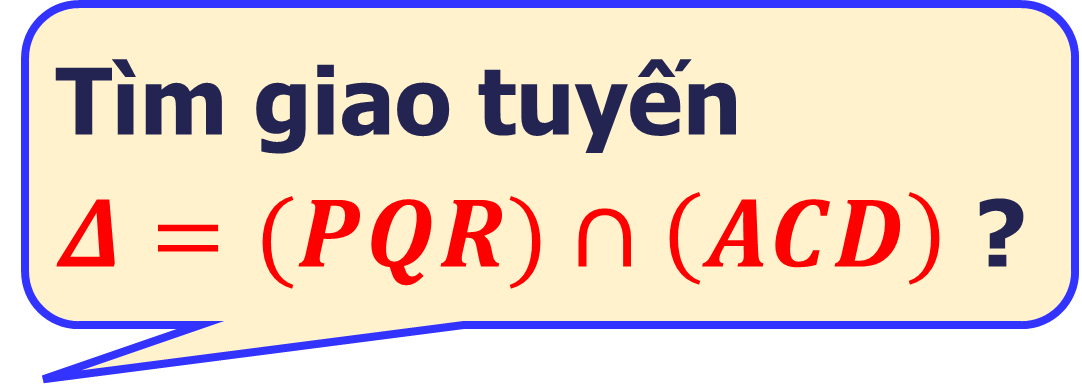 Tìm giao tuyến
Δ = (PQR) ∩ (ACD) ?